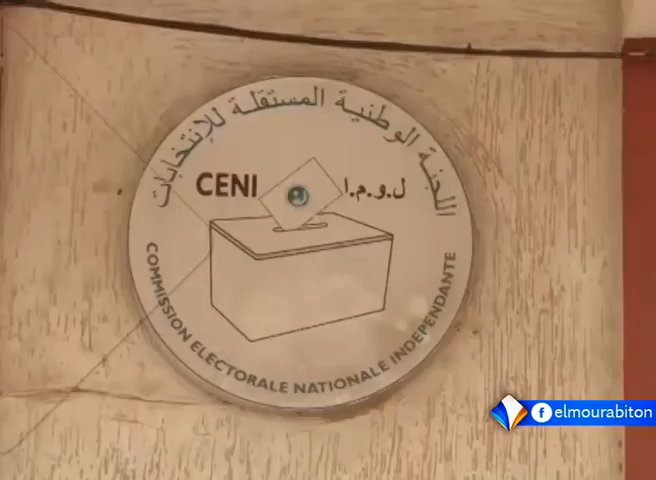 اللجنة الوطنية المستقلة للإنتخابات
CENI ل.و.م.ا
COMMISSION ELECTORALE NATIONALE INDEPENDANTE
elmourabiton